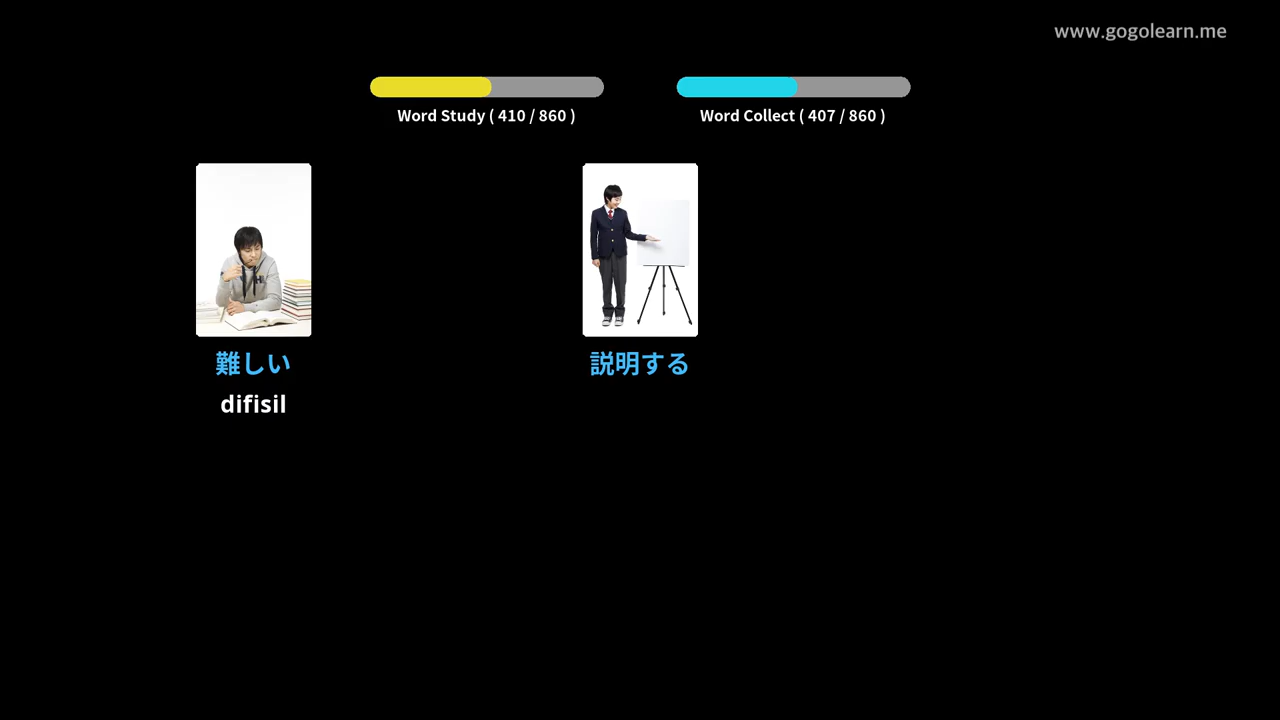 www.gogolearn.me
Word Study ( 410 / 860 )
Word Collect ( 407 / 860 )
難しい
説明する
difisil